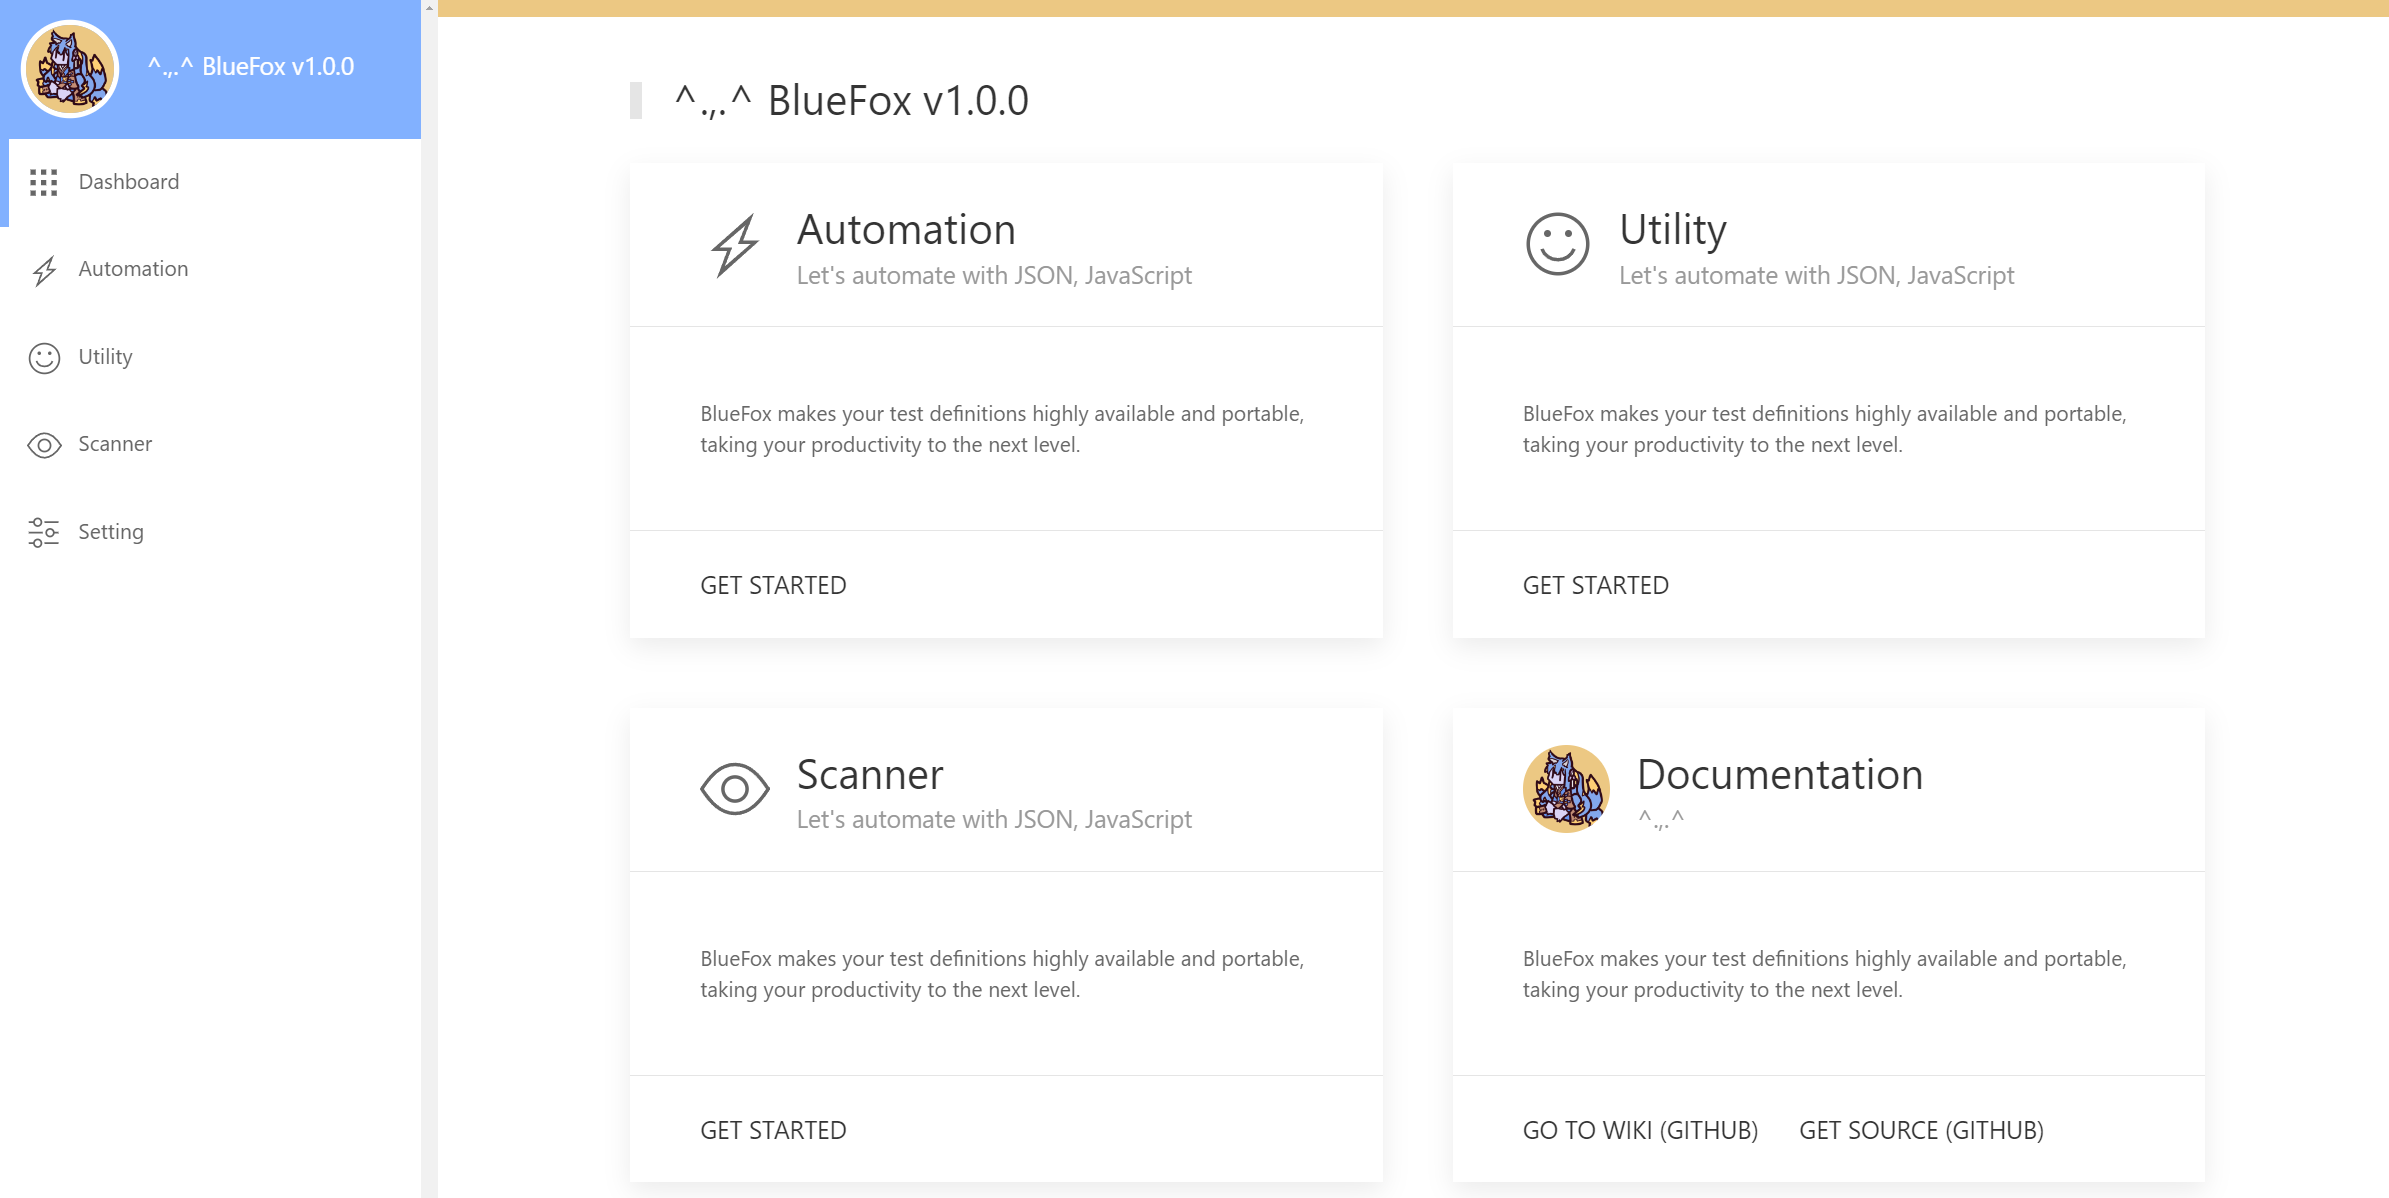 ^.,.^ BlueFox v1.0.0
Dashboard
Automation
Utility
Scanner
Setting
^.,.^ BlueFox v1.0.0
Automation
Let's automate with JSON, JavaScript
BlueFox makes your test definitions highly available and portable,
taking your productivity to the next level.
GET STARTED
Utility
Let's automate with JSON, JavaScript
BlueFox makes your test definitions highly available and portable,
taking your productivity to the next level.
GET STARTED
Scanner
Let's automate with JSON, JavaScript
BlueFox makes your test definitions highly available and portable,
taking your productivity to the next level.
GET STARTED
Documentation
^.,.^
BlueFox makes your test definitions highly available and portable,
taking your productivity to the next level.
GO TO WIKI (GITHUB) GET SOURCE (GITHUB)